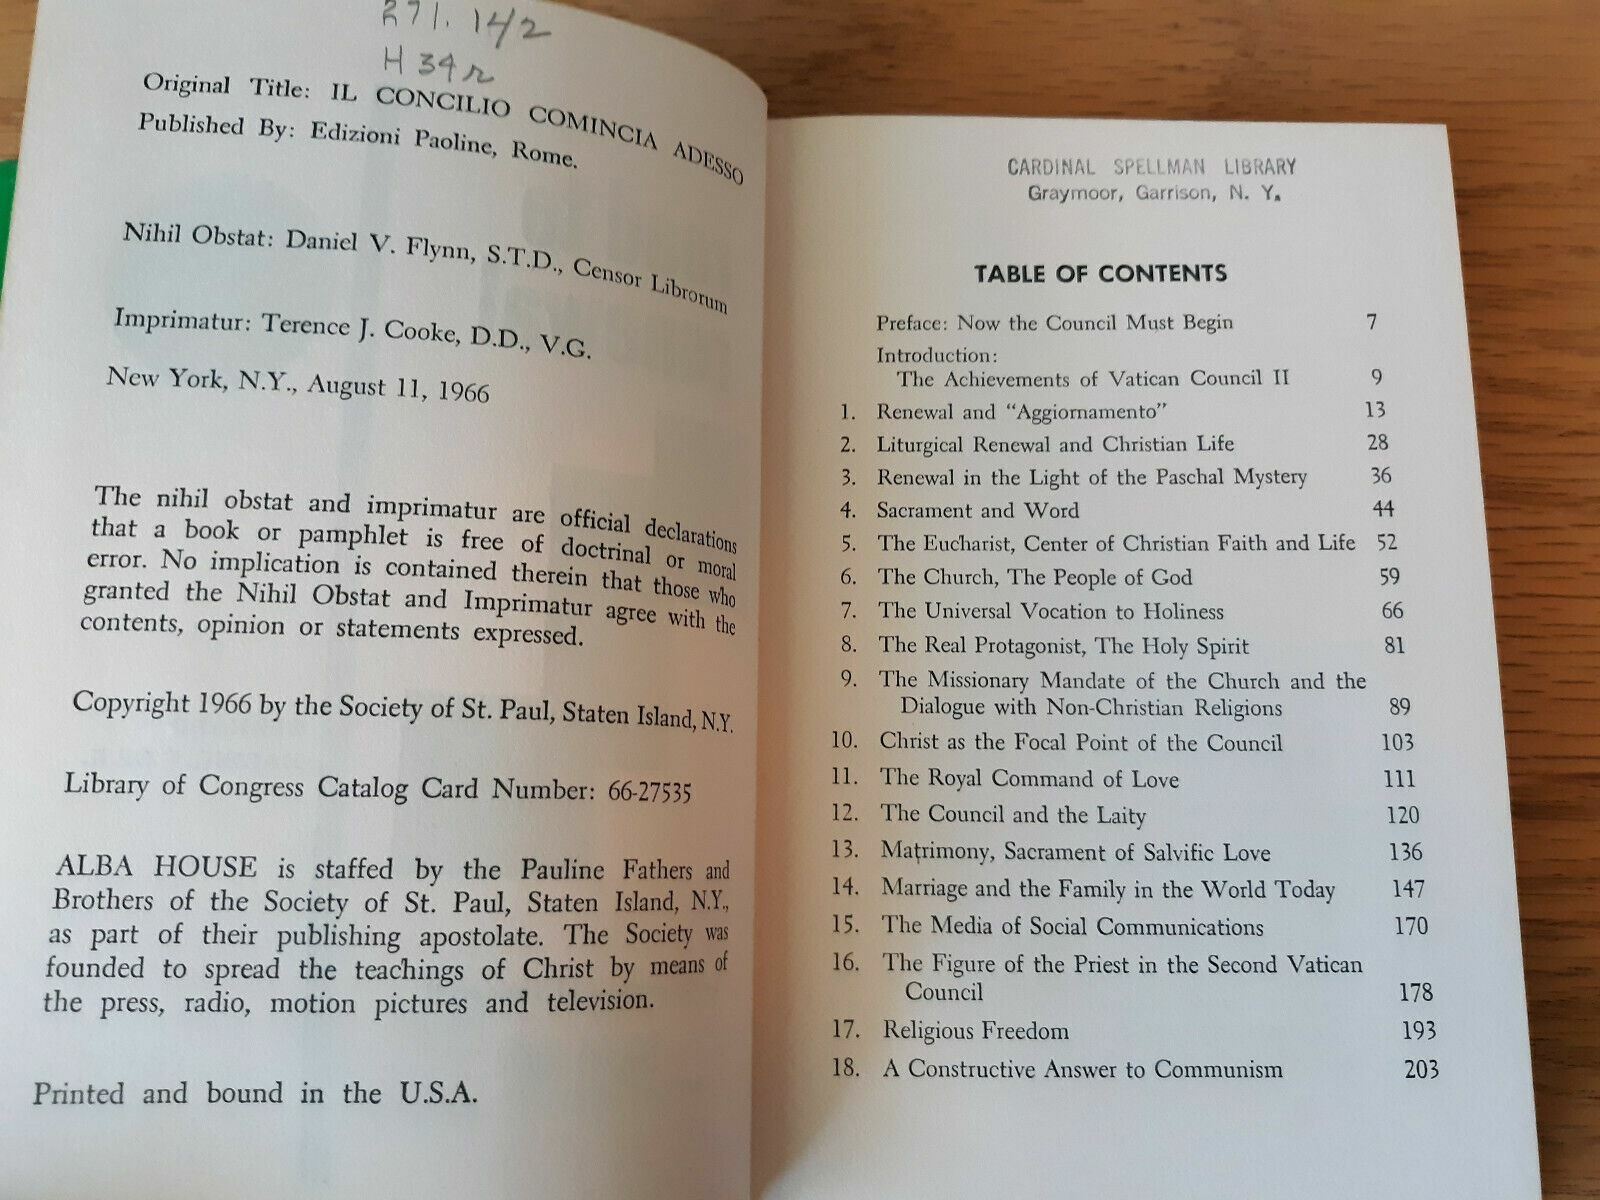 271.142
H34r
Original Title: IL CONCILIO COMINCIA ADESSO
Published By: Edizioni Paoline, Rome.
Nihil Obstat: Daniel V. Flynn, S.T.D., Censor Librorum
Imprimatur: Terence J. Cooke, D.D., V.G.
New York, N.Y., August 11, 1966
The nihil obstat and imprimatur are official declarations
that a book or pamphlet is free of doctrinal or moral
error. No implication is contained therein that those who
granted the Nihil Obstat and Imprimatur agree with the
contents, opinion or statements expressed.
Copyright 1966 by the Society of St. Paul, Staten Island, N.Y.
Library of Congress Catalog Card Number: 66-27535
ALBA HOUSE is staffed by the Pauline Fathers and
Brothers of the Society of St. Paul, Staten Island, N.Y.,
as part of their publishing apostolate. The Society was
founded to spread the teachings of Christ by means of
the press, radio, motion pictures and television.
Printed and bound in the U.S.A.
CARDINAL SPELLMAN LIBRARY
Graymoor, Garrison, N. Y.
TABLE OF CONTENTS
Preface: Now the Council Must Begin 7
Introduction:
The Achievements of Vatican Council II 9
1. Renewal and "Aggiornamento" 13
2. Liturgical Renewal and Christian Life 28
3. Renewal in the Light of the Paschal Mystery 36
4. Sacrament and Word 44
5. The Eucharist, Center of Christian Faith and Life 52
6. The Church, The People of God 59
7. The Universal Vocation to Holiness 66
8. The Real Protagonist, The Holy Spirit 81
9. The Missionary Mandate of the Church and the
Dialogue with Non-Christian Religions 89
10. Christ as the Focal Point of the Council 103
11. The Royal Command of Love 111
12. The Council and the Laity 120
13. Matrimony, Sacrament of Salvific Love 136
14. Marriage and the Family in the World Today 147
15. The Media of Social Communications 170
16. The Figure of the Priest in the Second Vatican
Council 178
17. Religious Freedom 193
18. A Constructive Answer to Communism 203